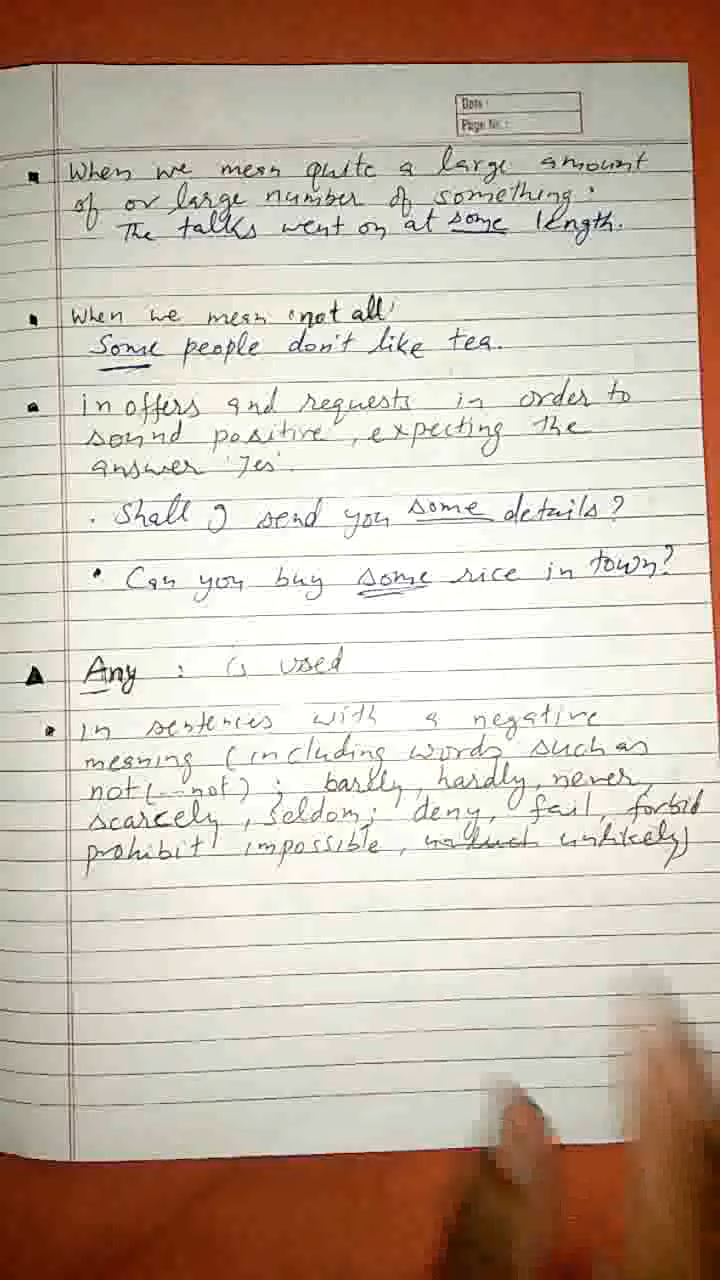 Date :
Page No. :
When we mean quite a large amount
of or large number of something:
The talks went on at some length.
When we mean 'not all'
Some people don't like tea.
In offers and requests in order to
sound positive, expecting the
answer 'Yes'.
. Shall I send you some details?
• Can you buy some rice in town?
Any : is used
In sentences with a negative
meaning (including words such as
not (--not) ; barely, hardly, never,
scarcely, seldom; deny, fail, forbid
prohibit impossible, unlikely)